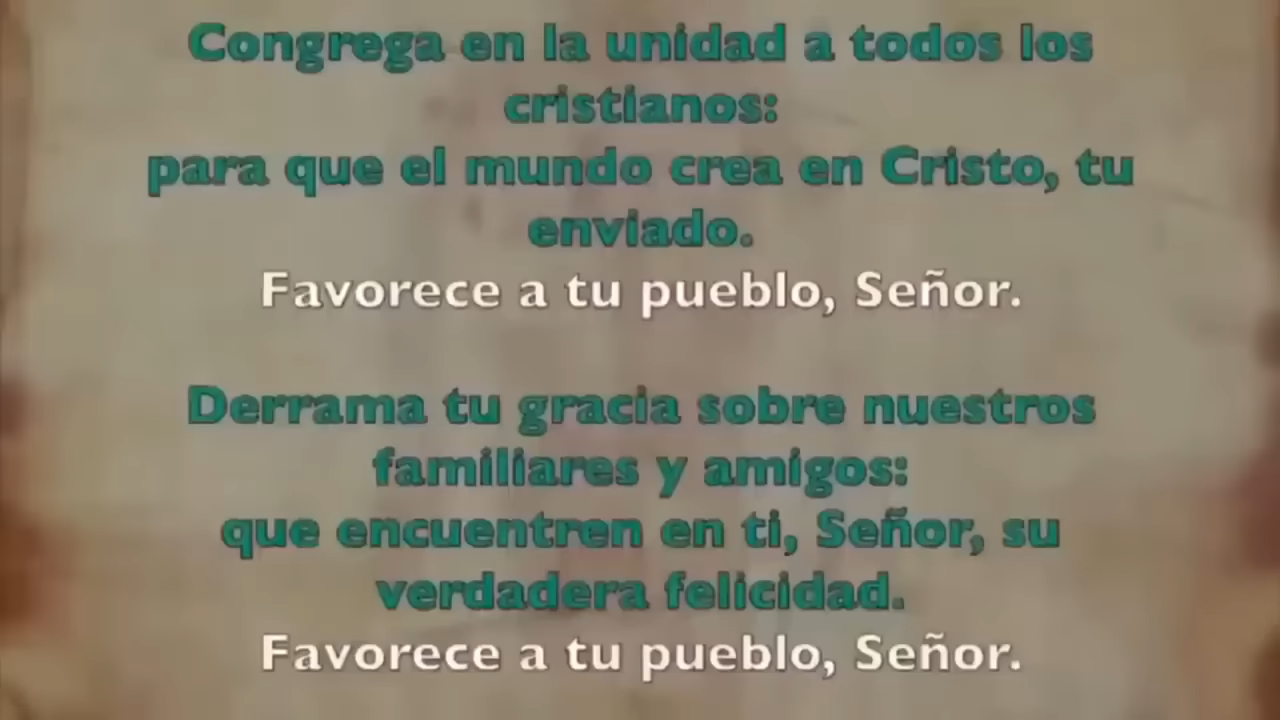 Congrega en la unidad a todos los
cristianos:
para que el mundo crea en Cristo, tu
enviado.
Favorece a tu pueblo, Señor.
Derrama tu gracia sobre nuestros
familiares y amigos:
que encuentren en ti, Señor, su
verdadera felicidad.
Favorece a tu pueblo, Señor.